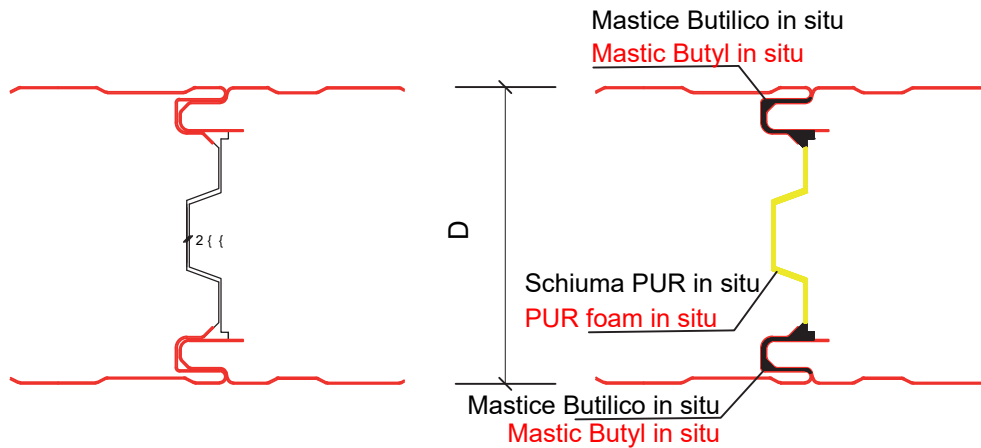 Mastice Butilico in situ
Mastic Butyl in situ
2 { {
D
Schiuma PUR in situ
PUR foam in situ
Mastice Butilico in situ
Mastic Butyl in situ